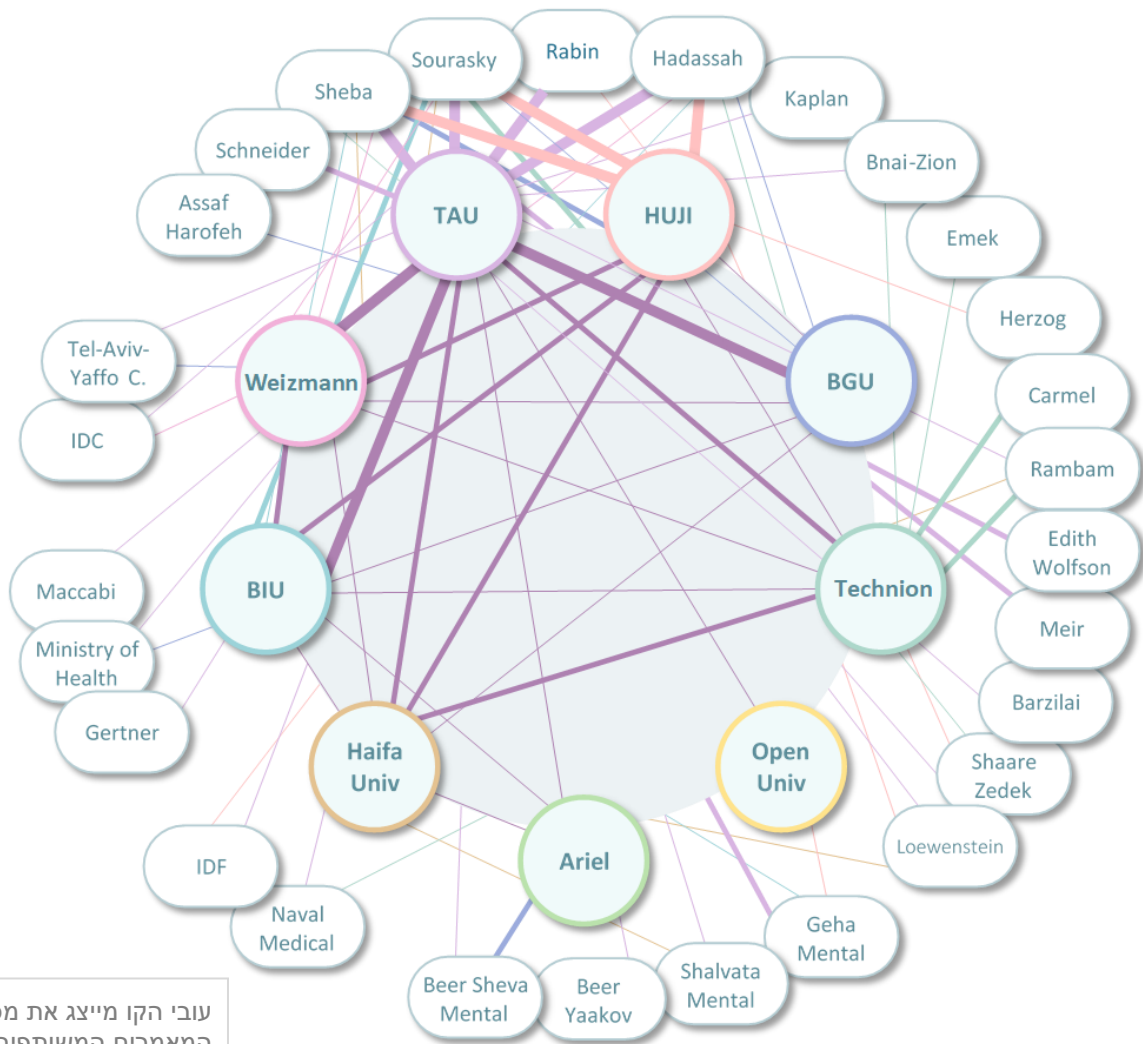 Sourasky
Rabin
Hadassah
Sheba
Kaplan
Schneider
Bnai-Zion
Assaf
Harofeh
TAU
HUJI
Emek
Herzog
Tel-Aviv-
Yaffo C.
Weizmann
BGU
Carmel
IDC
Rambam
Edith
Wolfson
Maccabi
BIU
Technion
Meir
Ministry of
Health
Barzilai
Gertner
Haifa
Univ
Open
Univ
Shaare
Zedek
Loewenstein
IDF
Ariel
Naval
Medical
Geha
Mental
Beer Sheva
Mental
Beer
Yaakov
Shalvata
Mental
עובי הקו מייצג את